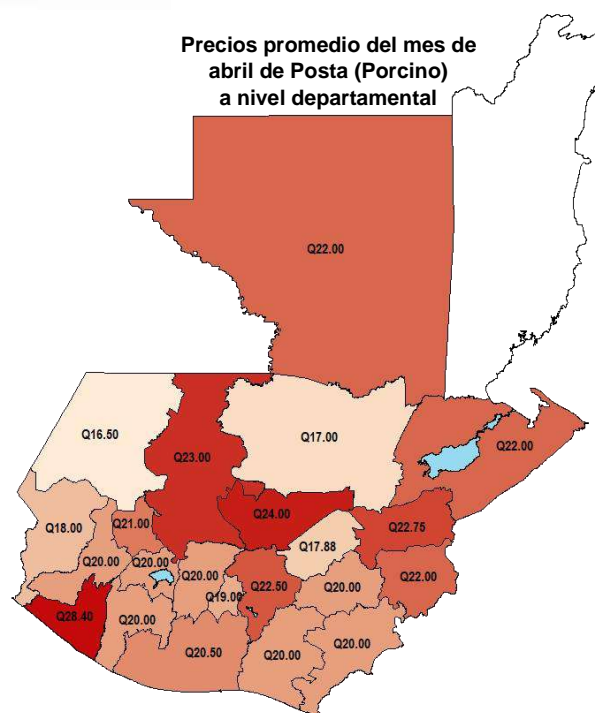 Precios promedio del mes de
abril de Posta (Porcino)
a nivel departamental
Q22.00
Q16.50
Q17.00
Q23.00
Q22.00
Q24.00
Q18.00
Q21.00
Q22.75
Q17.88
Q20.00
Q20.00
Q20.00
Q22.50
Q20.00
Q22.00
Q19.00
Q28.40
Q20.00
Q20.00
Q20.50
Q20.00